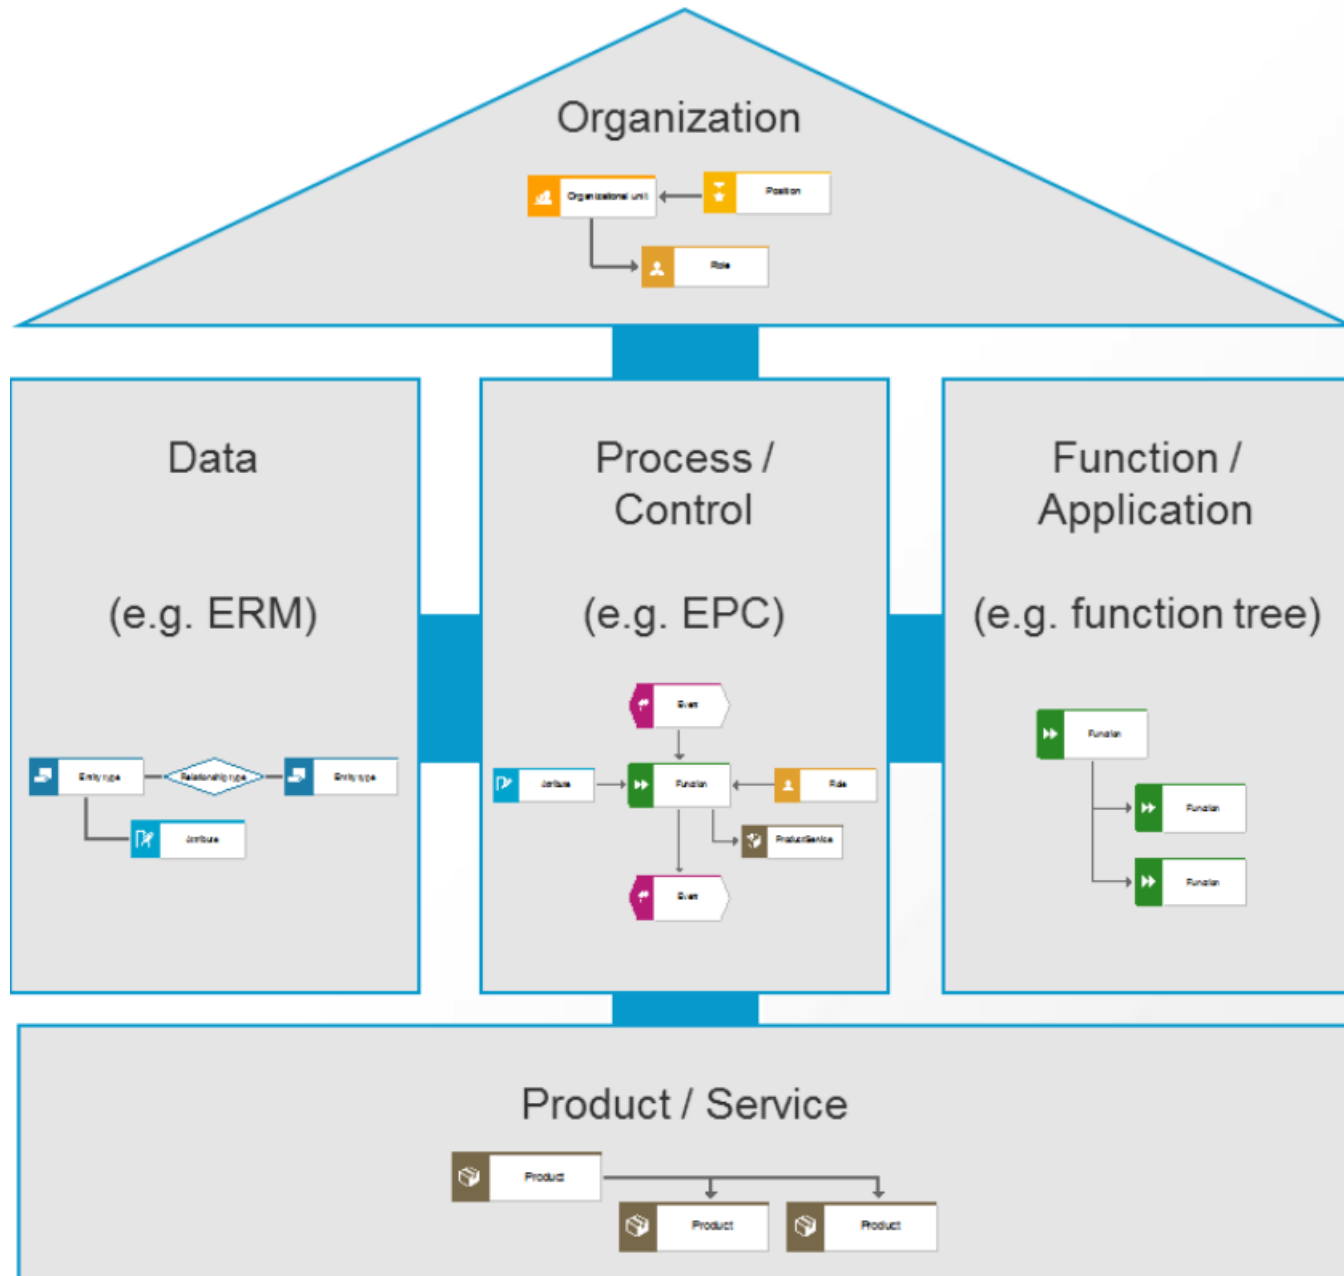 Organization
Organizational unit
Position
Role
Data
(e.g. ERM)
Entity type
Relationship type
Entity type
Attribute
Process /
Control
(e.g. EPC)
Event
Attribute
Function
Role
Product/Service
Event
Function /
Application
(e.g. function tree)
Function
Function
Function
Product / Service
Product
Product
Product